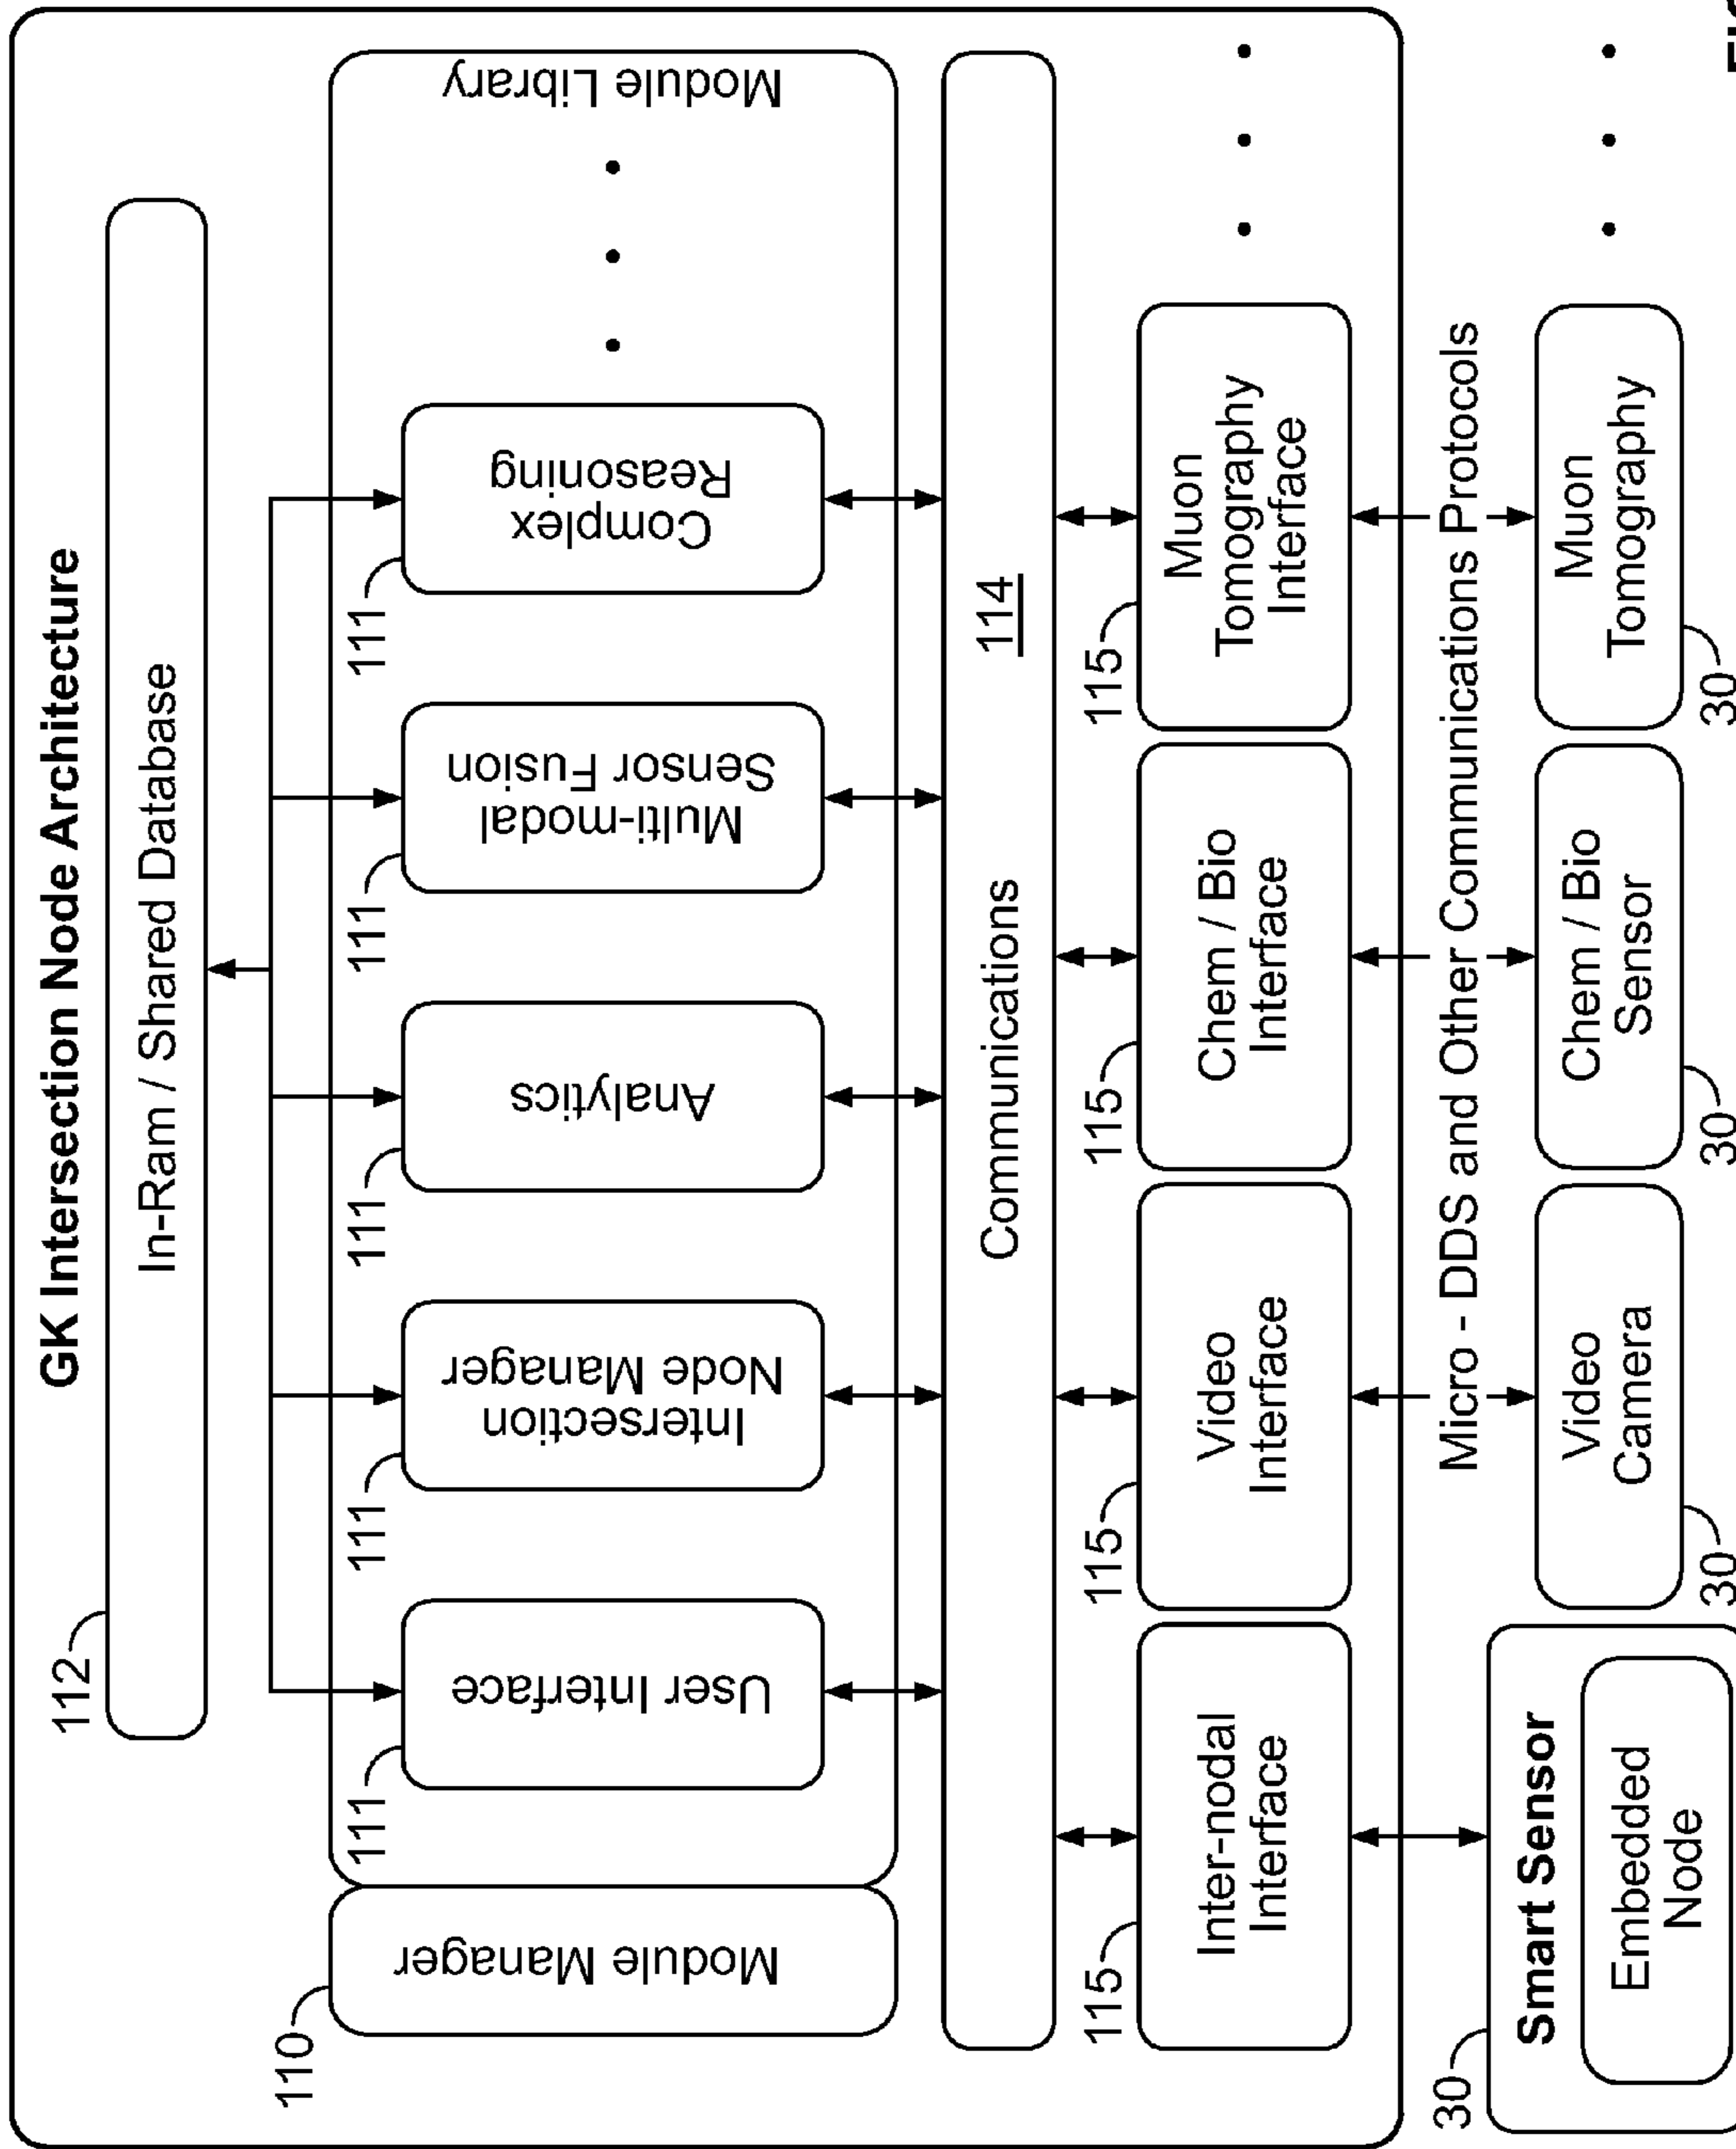 GK Intersection Node Architecture
112
In-Ram / Shared Database
110
Module Manager
111
User Interface
111
Intersection
Node Manager
111
Analytics
111
Multi-modal
Sensor Fusion
111
Complex
Reasoning
Module Library
Communications
114
115
Inter-nodal
Interface
115
Video
Interface
115
Chem / Bio
Interface
115
Muon
Tomography
Interface
Micro - DDS and Other Communications Protocols
30
Smart Sensor
Embedded
Node
Video
Camera
30
Chem / Bio
Sensor
30
Muon
Tomography
30